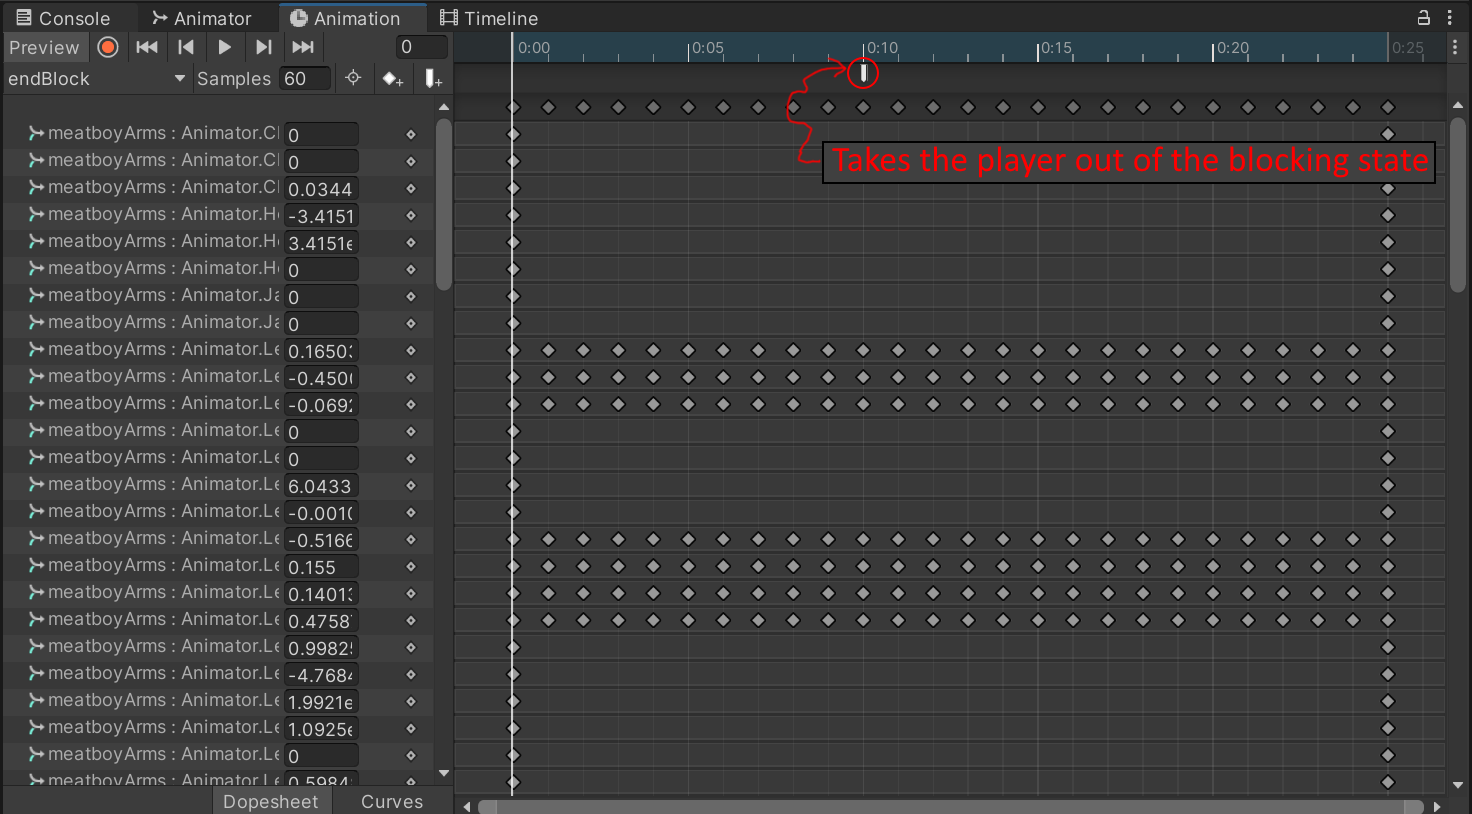 Console Animator Animation Timeline
Preview 0 0:00 0:05 0:10 0:15 0:20 0:25
endBlock Samples 60
meatboyArms : Animator.Cl 0
Takes the player out of the blocking state
meatboyArms : Animator.Cl 0
meatboyArms : Animator.Cl 0.0344
meatboyArms : Animator.He -3.4151
meatboyArms : Animator.He 3.4151e
meatboyArms : Animator.He 0
meatboyArms : Animator.Ja 0
meatboyArms : Animator.Ja 0
meatboyArms : Animator.Le 0.1650
meatboyArms : Animator.Le -0.450
meatboyArms : Animator.Le -0.069
meatboyArms : Animator.Le 0
meatboyArms : Animator.Le 0
meatboyArms : Animator.Le 6.0433
meatboyArms : Animator.Le -0.001
meatboyArms : Animator.Le -0.516
meatboyArms : Animator.Le 0.155
meatboyArms : Animator.Le 0.1401
meatboyArms : Animator.Le 0.4758
meatboyArms : Animator.Le 0.9982
meatboyArms : Animator.Le -4.768
meatboyArms : Animator.Le 1.9921e
meatboyArms : Animator.Le 1.0925e
meatboyArms : Animator.Le 0
meatboyArms : Animator.Le 0.5984
Dopesheet Curves